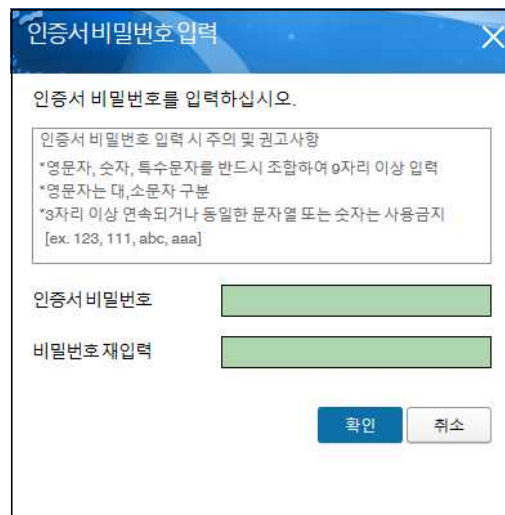 인증서비밀번호입력
인증서 비밀번호를 입력하십시오.
인증서 비밀번호 입력 시 주의 및 권고사항
*영문자, 숫자, 특수문자를 반드시 조합하여 9자리 이상 입력
*영문자는 대,소문자 구분
*3자리 이상 연속되거나 동일한 문자열 또는 숫자는 사용금지
[ex. 123, 111, abc, aaa]
인증서비밀번호
비밀번호재입력
확인 취소